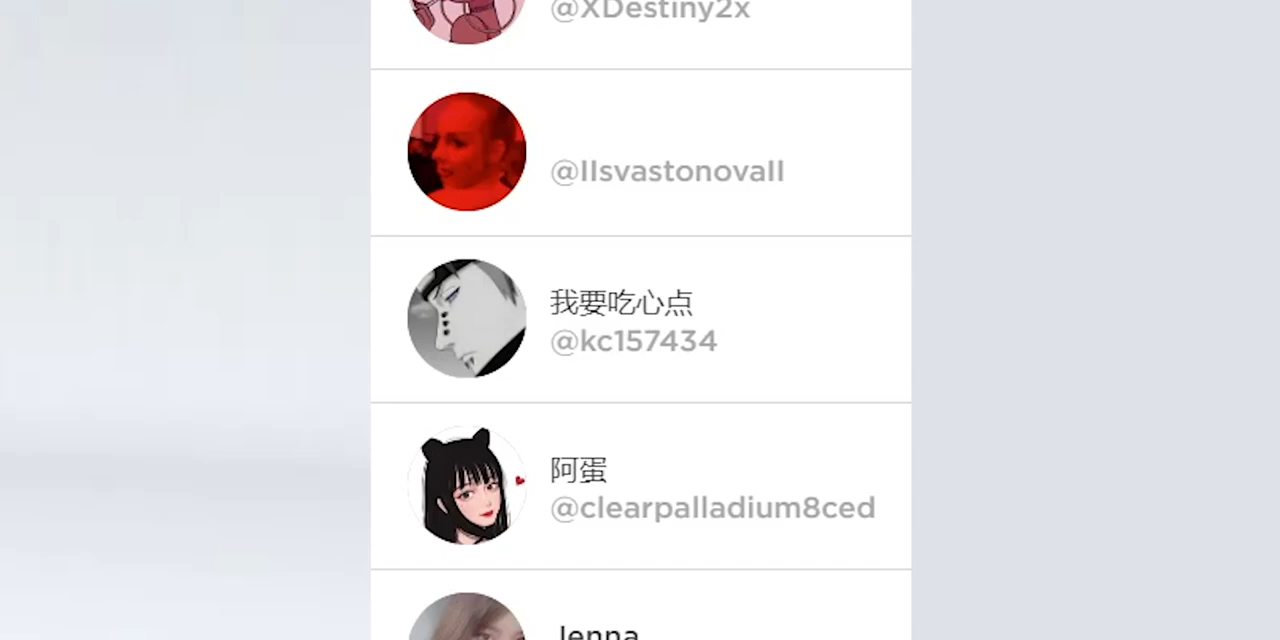 @XDestiny2x
@llsvastonovall
我要吃心点
@kc157434
阿蛋
@clearpalladium8ced
Jenna